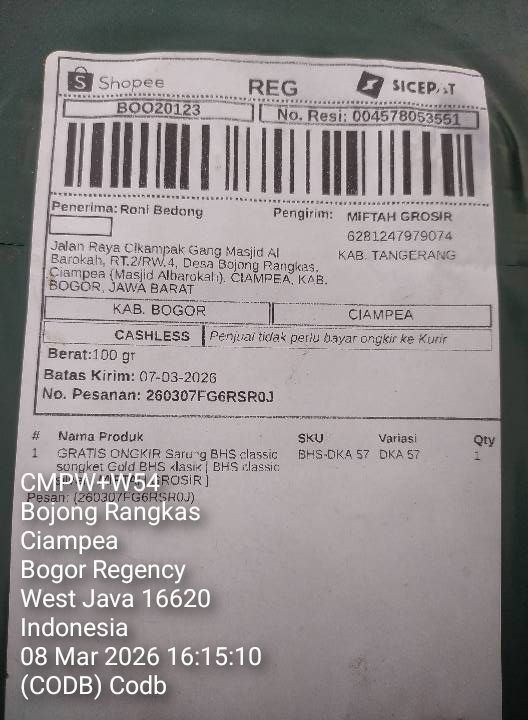 Shopee
REG
SICEP
BOO20123
No. Resi: 004578053551
Penerima: Roni Bedong
Pengirim: MIFTAH GROSIR
6281247979074
KAB. TANGERANG
Jalan Raya Cikampak Gang Masjid Al
Barokah, RT.2/RW.4, Desa Bojong Rangkas,
Ciampea (Masjid Albarokah), CIAMPEA, KAB.
BOGOR, JAWA BARAT
KAB. BOGOR
CIAMPEA
CASHLESS
Penjual tidak perlu bayar ongkir ke Kurir
Berat:100 gr
Batas Kirim: 07-03-2026
No. Pesanan: 260307FG6RSR0J
# Nama Produk SKU Variasi Qty
1 GRATIS ONGKIR Sarung BHS classic BHS-DKA 57 DKA 57 1
songket Gold BHS klasik [ BHS classic
GROSIR ]
Pesan: (260307FG6RSR0J)
CMPW+W54
Bojong Rangkas
Ciampea
Bogor Regency
West Java 16620
Indonesia
08 Mar 2026 16:15:10
(CODB) Codb